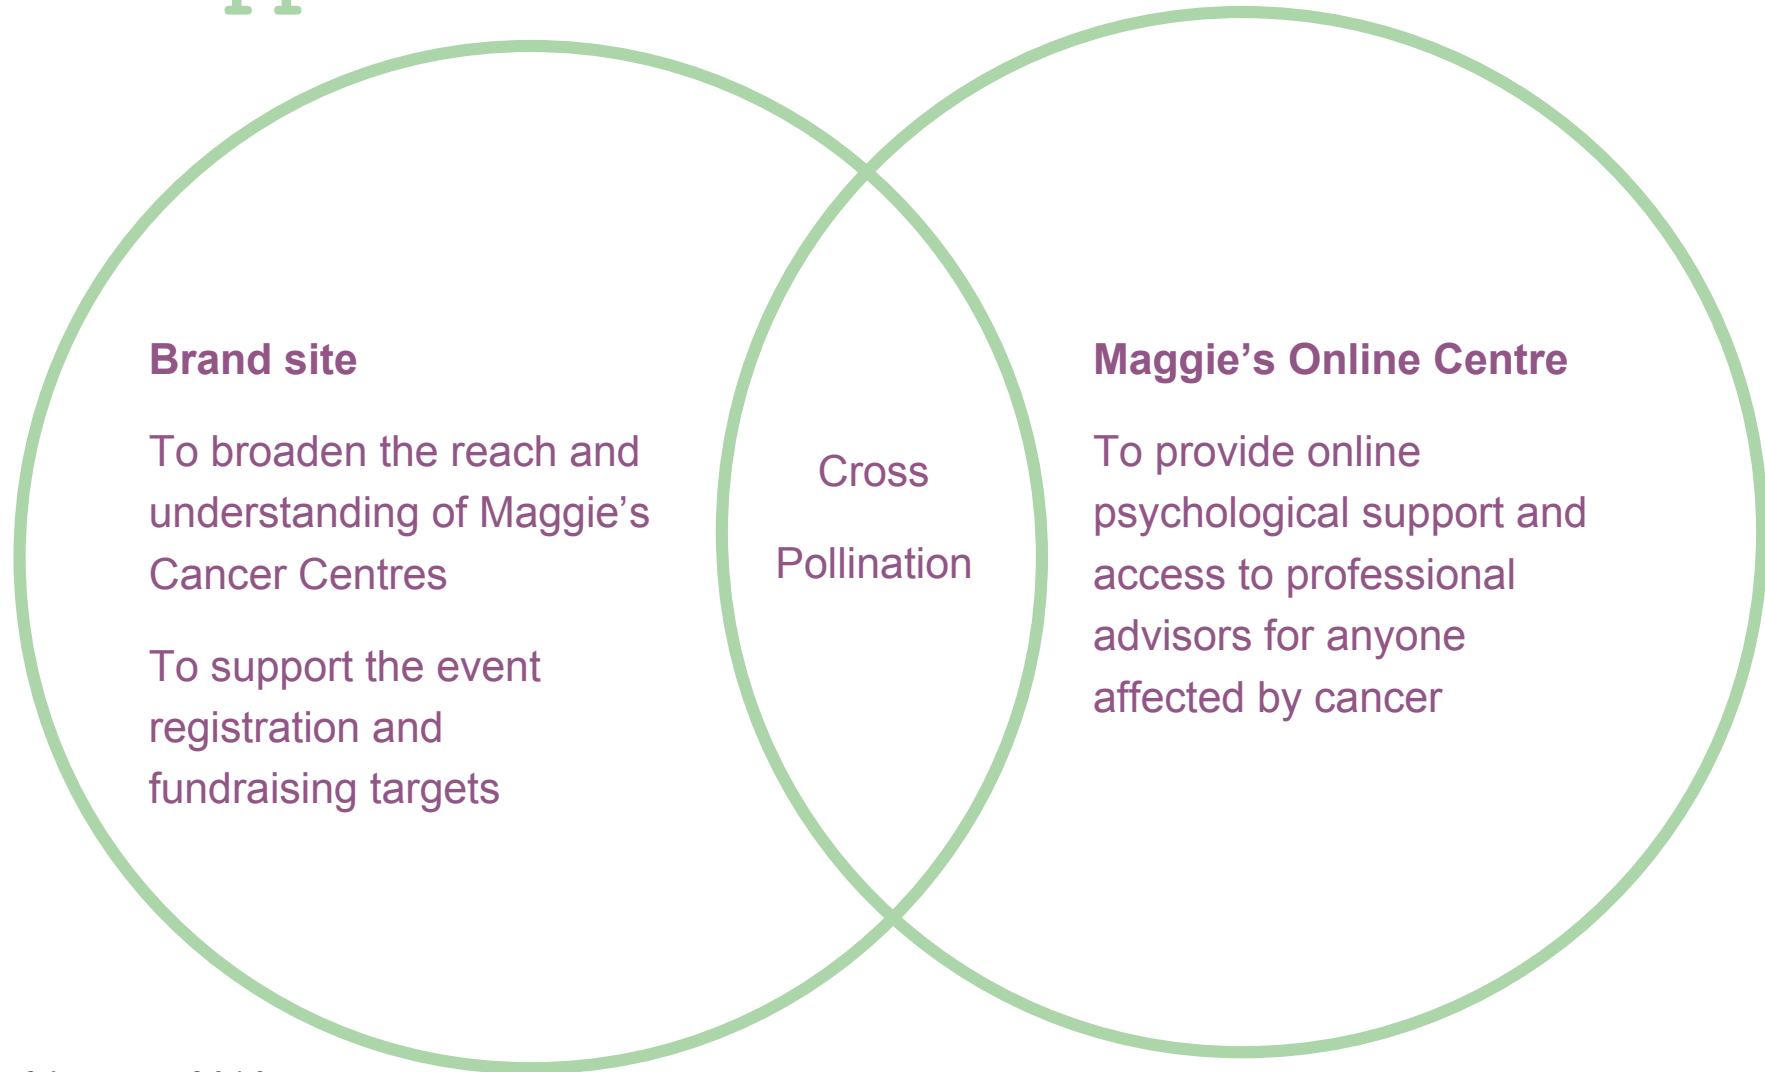 Brand site
To broaden the reach and
understanding of Maggie’s
Cancer Centres
To support the event
registration and
fundraising targets
Cross
Pollination
Maggie’s Online Centre
To provide online
psychological support and
access to professional
advisors for anyone
affected by cancer